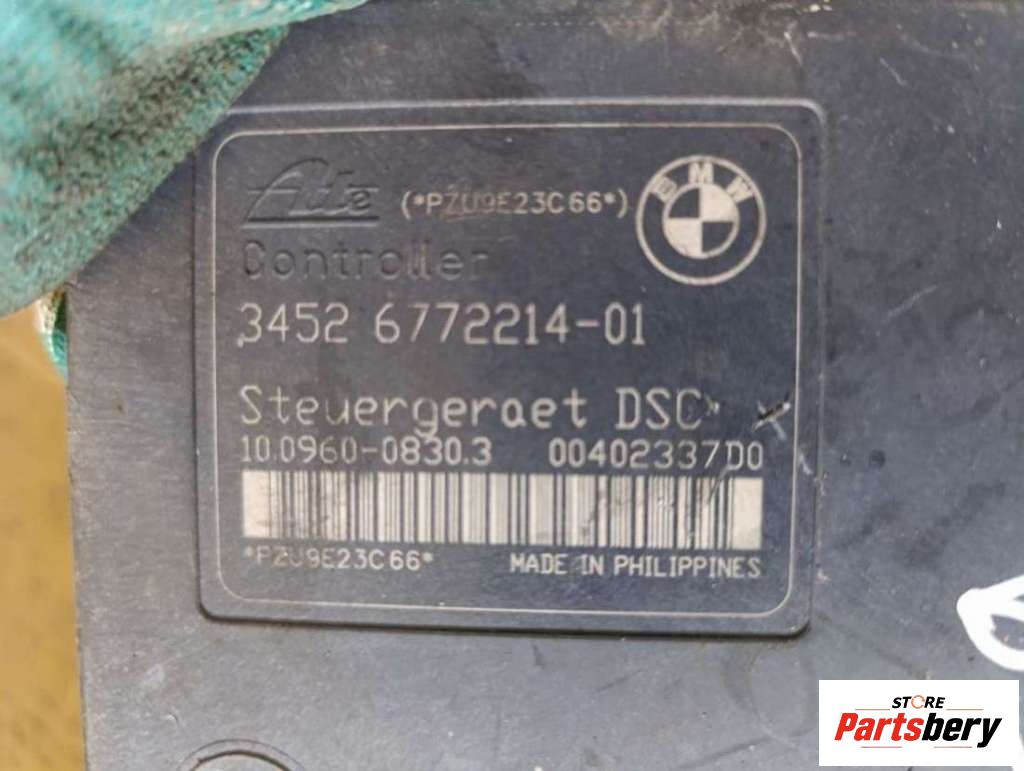 Ate (*PZU9E23C66*) BMW
Controller
3452 6772214-01
Steuergeraet DSC
10.0960-0830.3 00402337D0
*PZU9E23C66* MADE IN PHILIPPINES
STORE
Partsbery